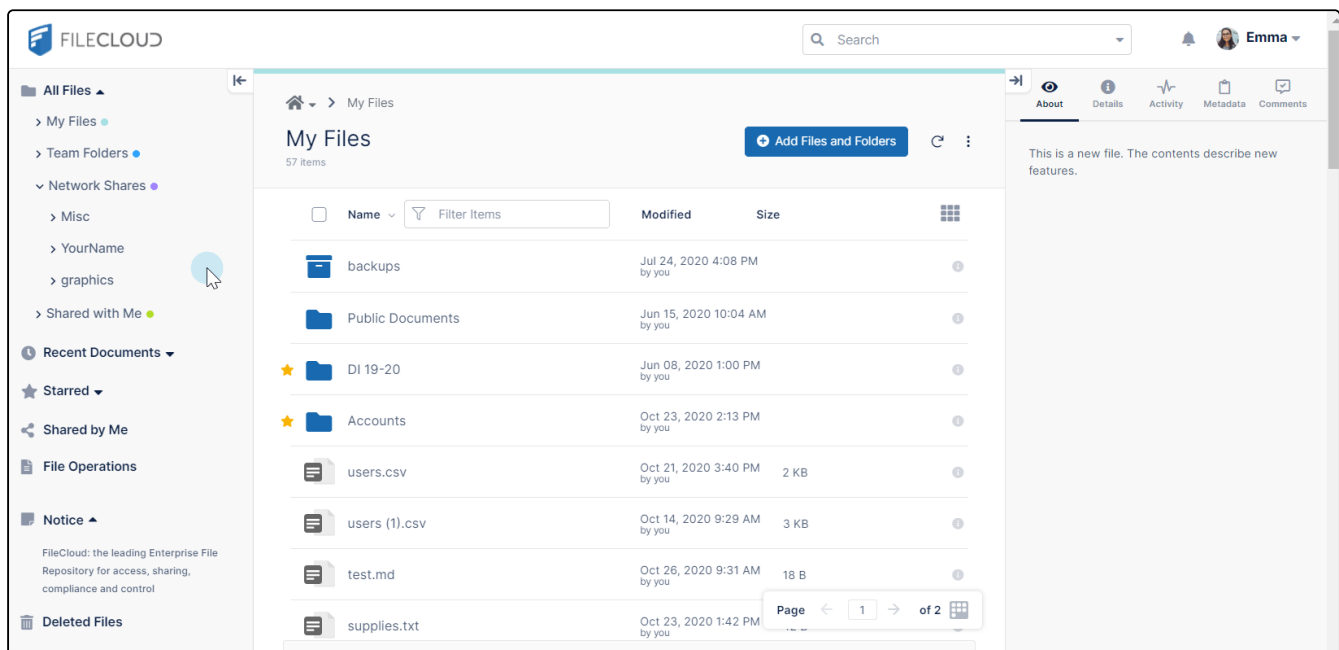 FILECLOUD
Search
Emma
All Files
My Files
Team Folders
Network Shares
Misc
YourName
graphics
Shared with Me
Recent Documents
Starred
Shared by Me
File Operations
Notice
FileCloud: the leading Enterprise File
Repository for access, sharing,
compliance and control
Deleted Files
My Files
My Files
57 items
Add Files and Folders
Name Filter Items Modified Size
backups Jul 24, 2020 4:08 PM
by you
Public Documents Jun 15, 2020 10:04 AM
by you
DI 19-20 Jun 08, 2020 1:00 PM
by you
Accounts Oct 23, 2020 2:13 PM
by you
users.csv Oct 21, 2020 3:40 PM 2 KB
by you
users (1).csv Oct 14, 2020 9:29 AM 3 KB
by you
test.md Oct 26, 2020 9:31 AM 18 B
by you
supplies.txt Oct 23, 2020 1:42 PM
by you
Page 1 of 2
About Details Activity Metadata Comments
This is a new file. The contents describe new
features.